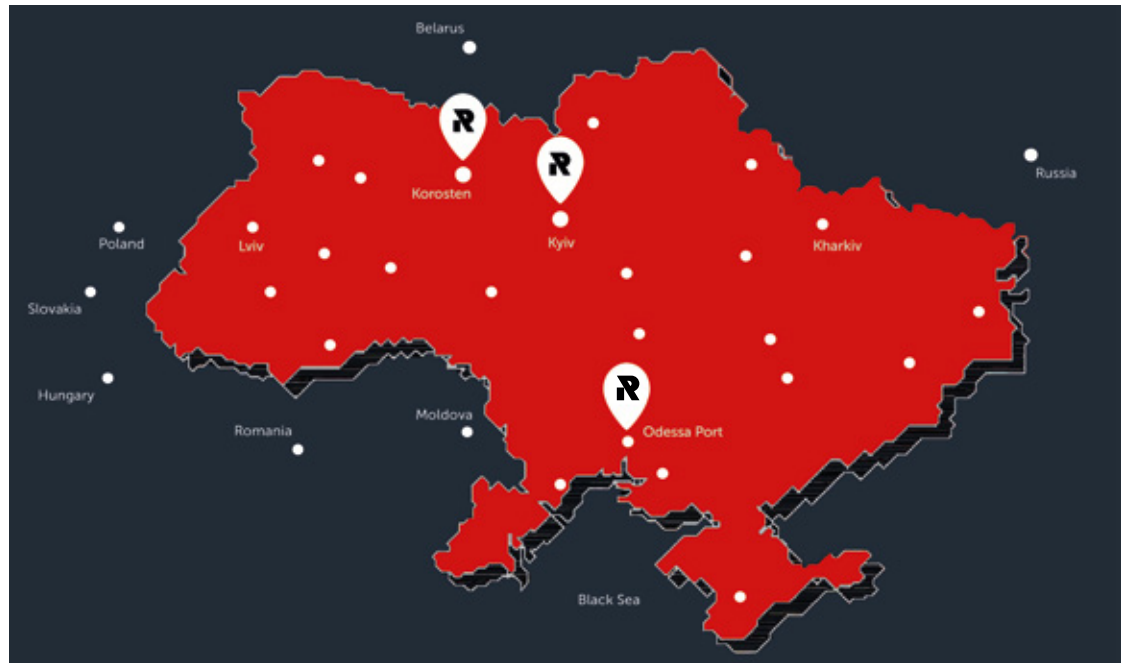 Belarus
R
R
Russia
Korosten
Kyiv
Lviv
Kharkiv
Poland
Slovakia
R
Hungary
Moldova
Romania
Odessa Port
Black Sea